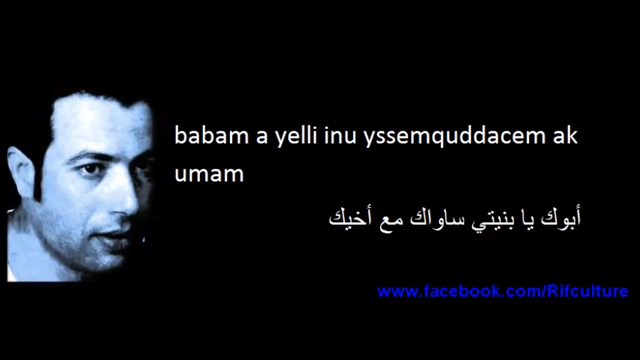 babam a yelli inu yssemquddacem ak
umam
أبوك يا بنيتي ساواك مع أخيك
www.facebook.com/Rifculture